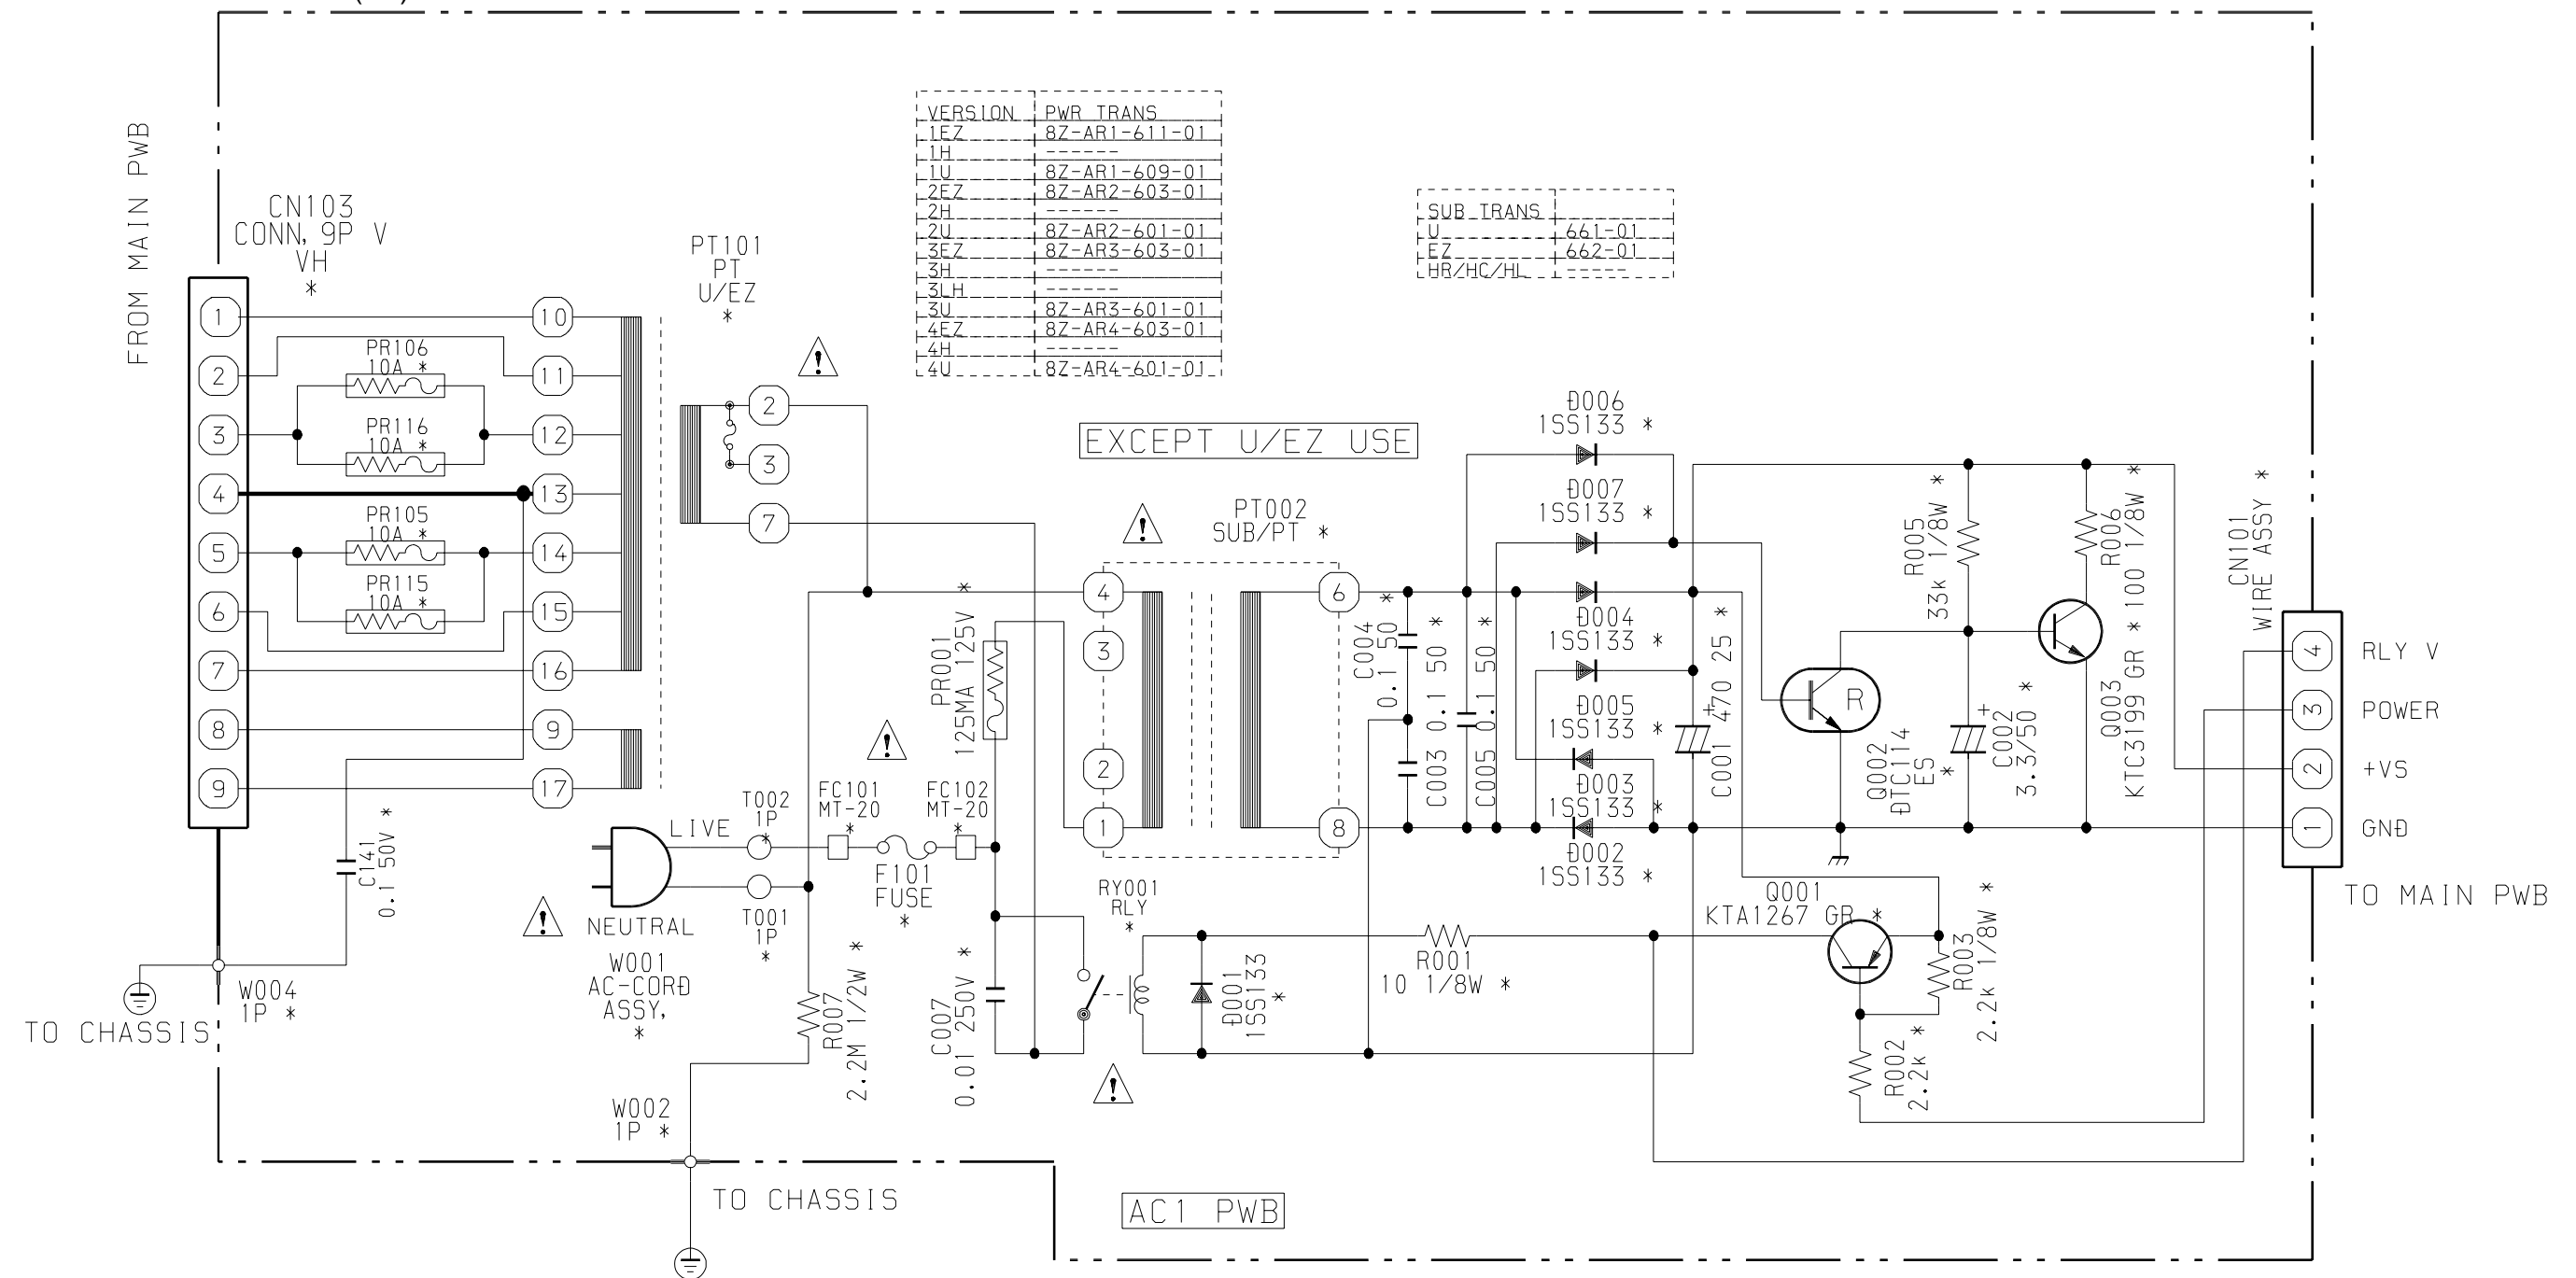 FROM MAIN PWB
CN103
CONN, 9P V
VH
*
1
2
3
4
5
6
7
8
9
PR106
10A *
PR116
10A *
PR105
10A *
PR115
10A *
10
11
12
13
14
15
16
9
17
C141
0.1 50V *
W004
1P *
TO CHASSIS
PT101
PT
U/EZ
*
2
3
7
VERSION PWR TRANS
1EZ 8Z-AR1-611-01
1H ------
1U 8Z-AR1-609-01
2EZ 8Z-AR2-603-01
2H ------
2U 8Z-AR2-601-01
3EZ 8Z-AR3-603-01
3H ------
3LH ------
3U 8Z-AR3-601-01
4EZ 8Z-AR4-603-01
4H ------
4U 8Z-AR4-601-01
SUB TRANS
U 661-01
EZ 662-01
HR/HC/HL -----
EXCEPT U/EZ USE
LIVE
NEUTRAL
W001
AC-CORD
ASSY,
*
T002
1P
*
T001
1P
*
FC101
MT-20
*
FC102
MT-20
*
F101
FUSE
*
R007
2.2M 1/2W *
W002
1P *
TO CHASSIS
PR001
125MA 125V *
C007
0.01 250V *
RY001
RLY
*
D001
1SS133
*
PT002
SUB/PT *
4
3
2
1
6
8
C004
0.1 50 *
C003 0.1 50 *
C005 0.1 50 *
D006
1SS133 *
D007
1SS133 *
D004
1SS133 *
D005
1SS133 *
D003
1SS133 *
D002
1SS133 *
C001 470 25 *
+
R001
10 1/8W *
Q001
KTA1267 GR *
R003
2.2k 1/8W *
R002
2.2k *
R
Q002
DTC114
ES
*
R005
33k 1/8W *
C002
3.3/50 *
+
R006
100 1/8W *
Q003
KTC3199 GR *
CN101
WIRE ASSY *
4 RLY V
3 POWER
2 +VS
1 GND
TO MAIN PWB
AC1 PWB